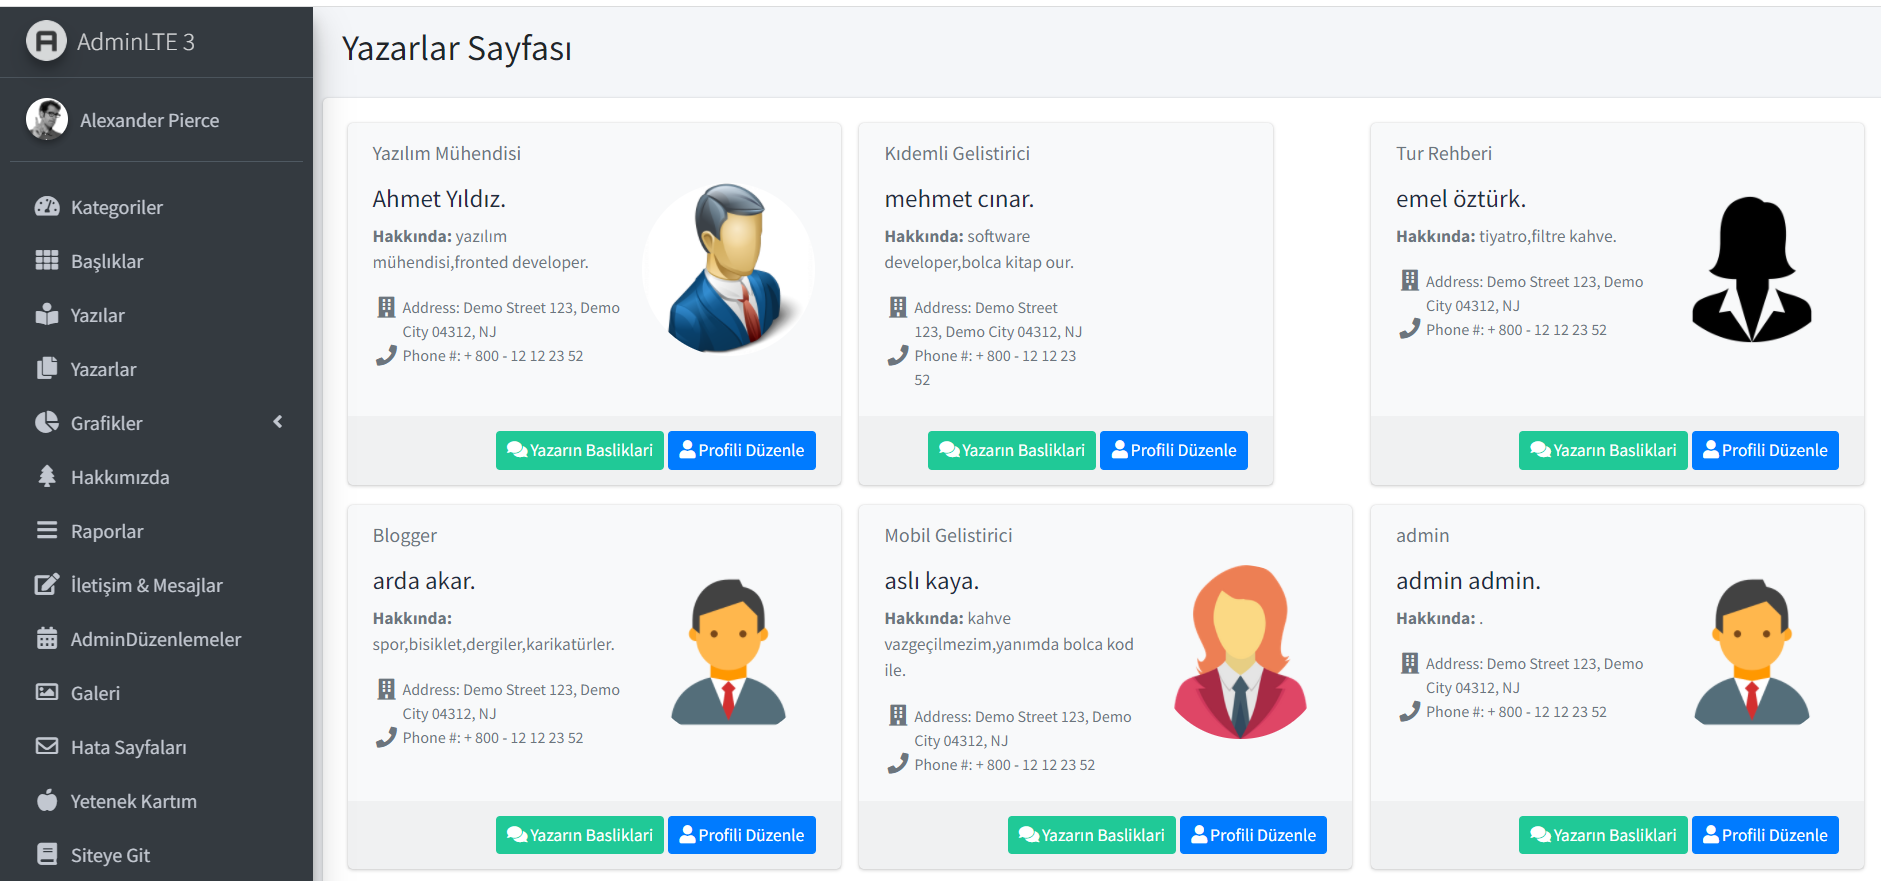 AdminLTE 3
Alexander Pierce
Kategoriler
Başlıklar
Yazılar
Yazarlar
Grafikler
Hakkımızda
Raporlar
İletişim & Mesajlar
AdminDüzenlemeler
Galeri
Hata Sayfaları
Yetenek Kartım
Siteye Git
Yazarlar Sayfası
Yazılım Mühendisi
Ahmet Yıldız.
Hakkında: yazılım
mühendisi,fronted developer.
Address: Demo Street 123, Demo
City 04312, NJ
Phone #: + 800 - 12 12 23 52
Yazarın Basliklari
Profili Düzenle
Kıdemli Gelistirici
mehmet cınar.
Hakkında: software
developer,bolca kitap our.
Address: Demo Street
123, Demo City 04312, NJ
Phone #: + 800 - 12 12 23
52
Yazarın Basliklari
Profili Düzenle
Tur Rehberi
emel öztürk.
Hakkında: tiyatro,filtre kahve.
Address: Demo Street 123, Demo
City 04312, NJ
Phone #: + 800 - 12 12 23 52
Yazarın Basliklari
Profili Düzenle
Blogger
arda akar.
Hakkında:
spor,bisiklet,dergiler,karikatürler.
Address: Demo Street 123, Demo
City 04312, NJ
Phone #: + 800 - 12 12 23 52
Yazarın Basliklari
Profili Düzenle
Mobil Gelistirici
aslı kaya.
Hakkında: kahve
vazgeçilmezim,yanımda bolca kod
ile.
Address: Demo Street 123, Demo
City 04312, NJ
Phone #: + 800 - 12 12 23 52
Yazarın Basliklari
Profili Düzenle
admin
admin admin.
Hakkında: .
Address: Demo Street 123, Demo
City 04312, NJ
Phone #: + 800 - 12 12 23 52
Yazarın Basliklari
Profili Düzenle